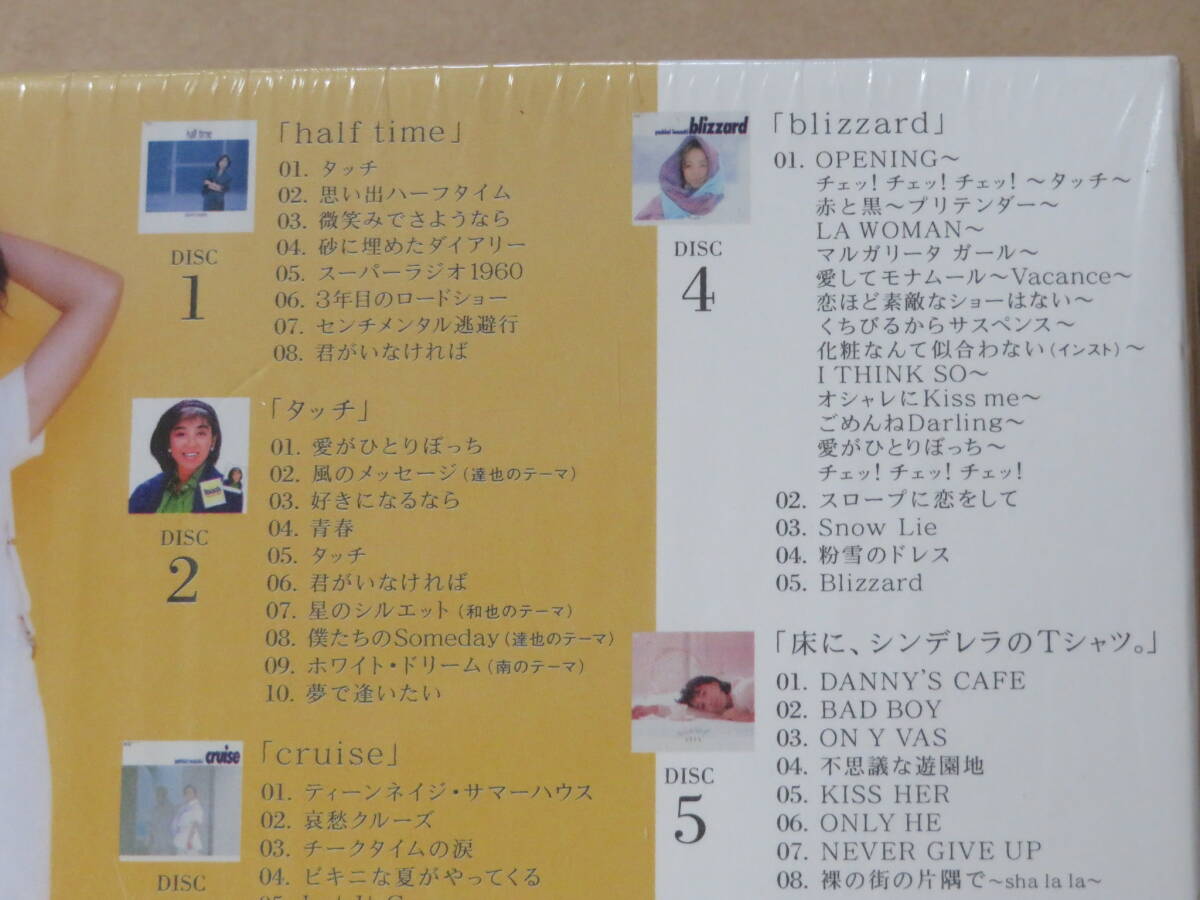 half time
「half time」
01. タッチ
02. 思い出ハーフタイム
03. 微笑みでさようなら
04. 砂に埋めたダイアリー
05. スーパーラジオ1960
06. 3年目のロードショー
07. センチメンタル逃避行
08. 君がいなければ
DISC
1
「タッチ」
01. 愛がひとりぼっち
02. 風のメッセージ(達也のテーマ)
03. 好きになるなら
04. 青春
05. タッチ
06. 君がいなければ
07. 星のシルエット(和也のテーマ)
08. 僕たちのSomeday(達也のテーマ)
09. ホワイト・ドリーム(南のテーマ)
10. 夢で逢いたい
DISC
2
cruise
「cruise」
01. ティーンネイジ・サマーハウス
02. 哀愁クルーズ
03. チークタイムの涙
04. ビキニな夏がやってくる
DISC
yoshimi iwasaki blizzard
「blizzard」
01. OPENING～
チェッ!チェッ!チェッ!～タッチ～
赤と黒～プリテンダー～
LA WOMAN～
マルガリータ ガール～
愛してモナムール～Vacance～
恋ほど素敵なショーはない～
くちびるからサスペンス～
化粧なんて似合わない(インスト)～
I THINK SO～
オシャレにKiss me～
ごめんねDarling～
愛がひとりぼっち～
チェッ!チェッ!チェッ!
02. スロープに恋をして
03. Snow Lie
04. 粉雪のドレス
05. Blizzard
DISC
4
「床に、シンデレラのTシャツ。」
01. DANNY'S CAFE
02. BAD BOY
03. ON Y VAS
04. 不思議な遊園地
05. KISS HER
06. ONLY HE
07. NEVER GIVE UP
08. 裸の街の片隅で～sha la la～
DISC
5